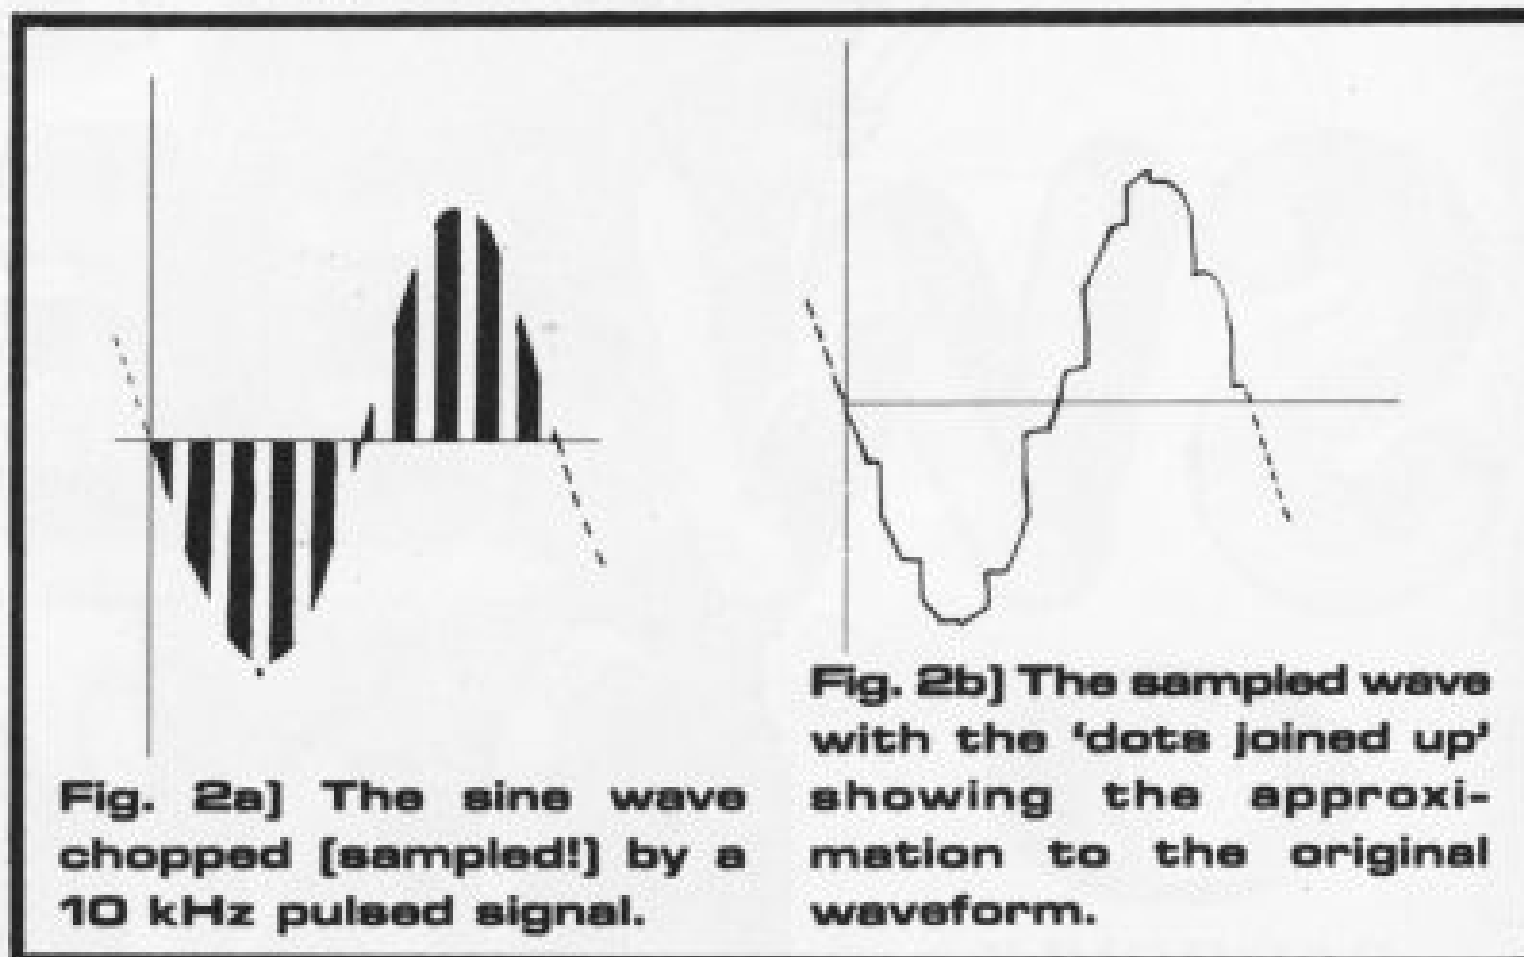 Fig. 2a] The sine wave
chopped [sampled!] by a
10 kHz pulsed signal.
Fig. 2b] The sampled wave
with the 'dots joined up'
showing the approxi-
mation to the original
waveform.